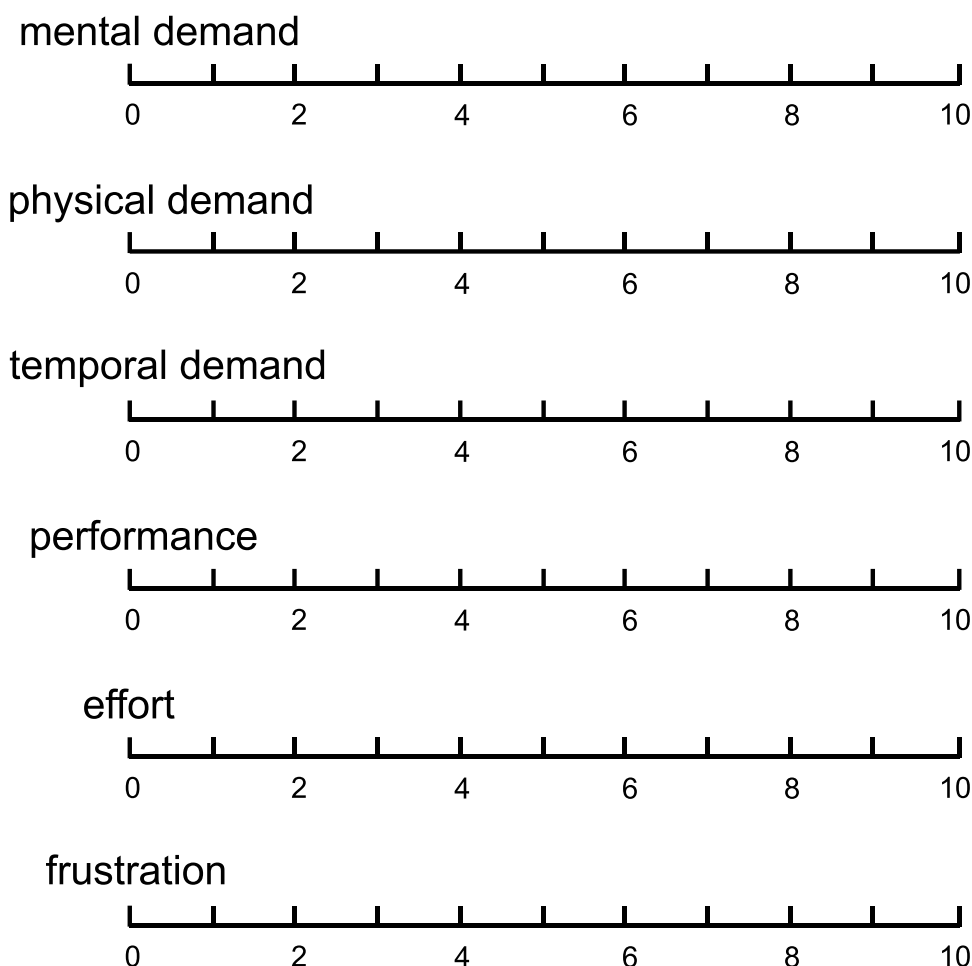 mental demand
0 2 4 6 8 10
physical demand
0 2 4 6 8 10
temporal demand
0 2 4 6 8 10
performance
0 2 4 6 8 10
effort
0 2 4 6 8 10
frustration
0 2 4 6 8 10